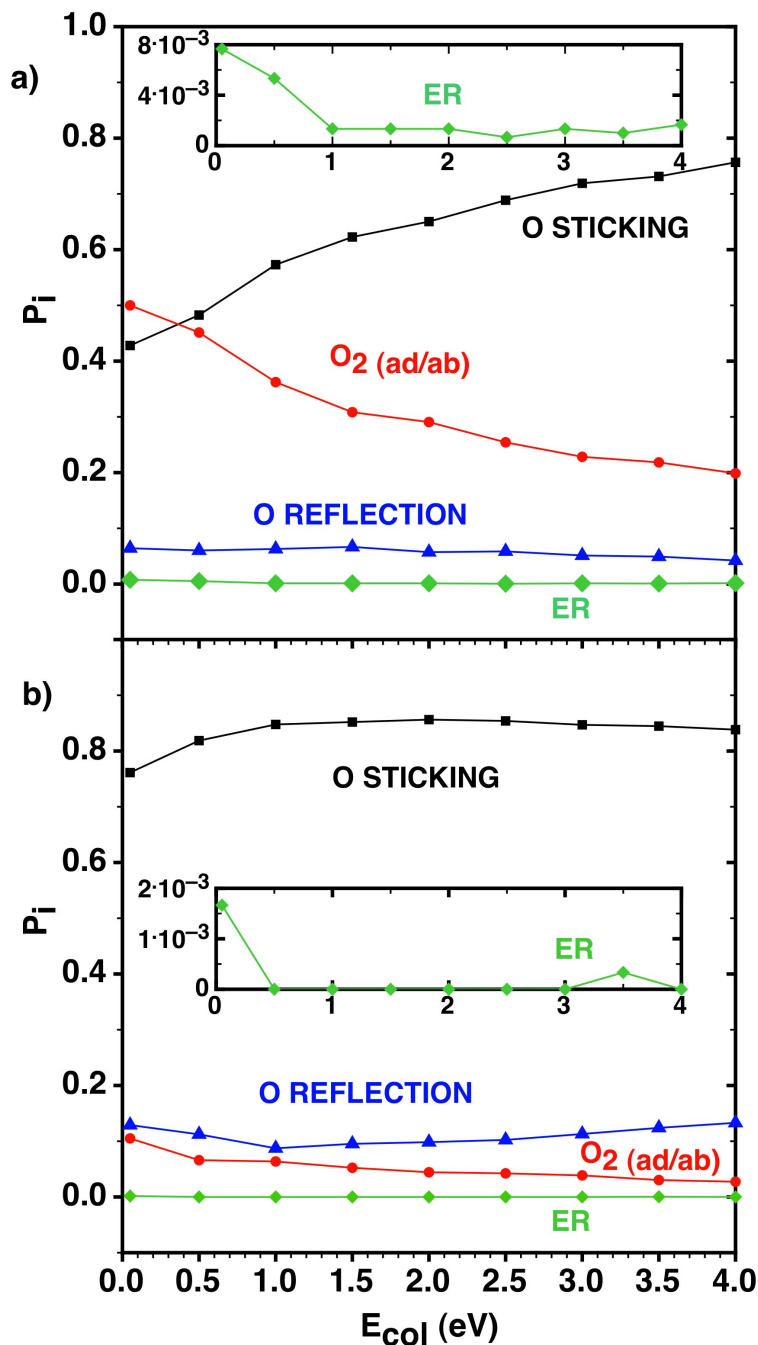 a)
1.0
0.8
0.6
0.4
0.2
0.0
Pi
8·10⁻³
4·10⁻³
0
0 1 2 3 4
ER
O STICKING
O2 (ad/ab)
O REFLECTION
ER
b)
0.8
0.6
0.4
0.2
0.0
Pi
O STICKING
2·10⁻³
1·10⁻³
0
0 1 2 3 4
ER
O REFLECTION
O2 (ad/ab)
ER
0.0 0.5 1.0 1.5 2.0 2.5 3.0 3.5 4.0
Ecol (eV)